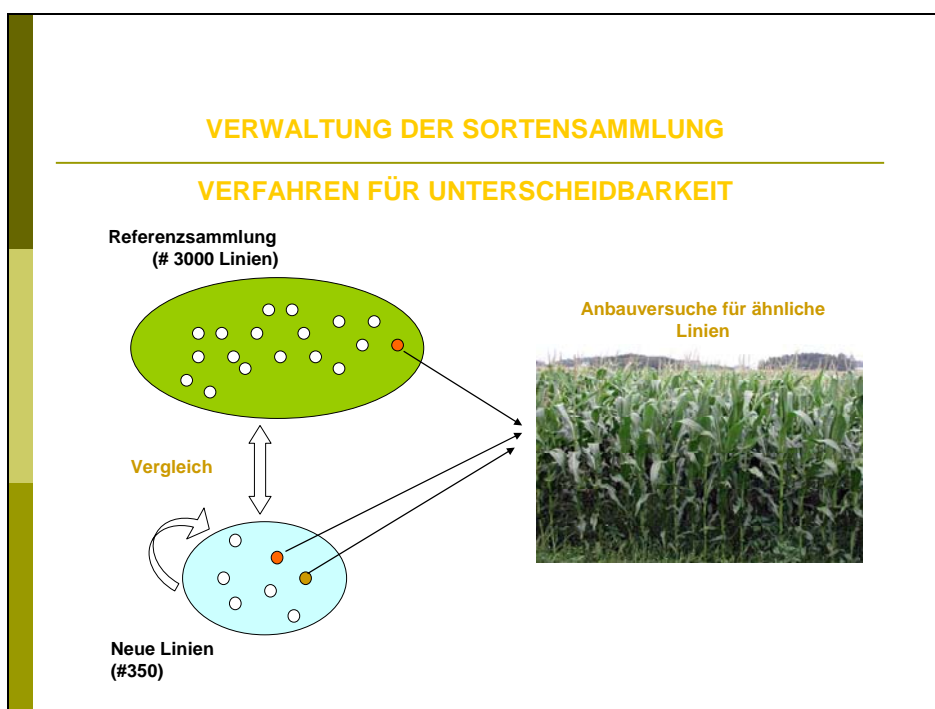 VERWALTUNG DER SORTENSAMMLUNG
VERFAHREN FÜR UNTERSCHEIDBARKEIT
Referenzsammlung
(# 3000 Linien)
Anbauversuche für ähnliche
Linien
Vergleich
Neue Linien
(#350)